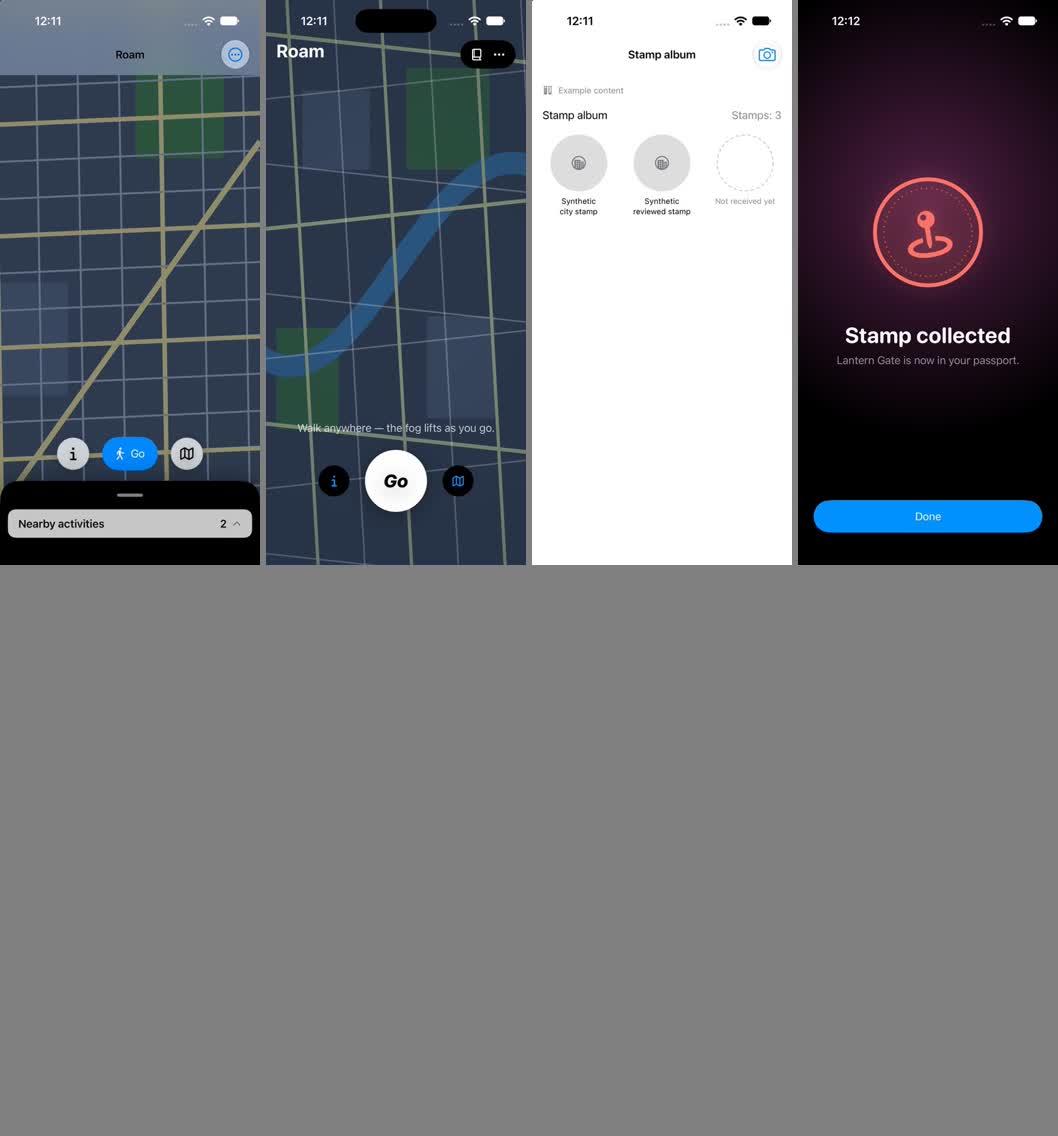 12:11
Roam
Go
Nearby activities
2
12:11
Roam
Walk anywhere — the fog lifts as you go.
Go
12:11
Stamp album
Example content
Stamp album
Stamps: 3
Synthetic
city stamp
Synthetic
reviewed stamp
Not received yet
12:12
Stamp collected
Lantern Gate is now in your passport.
Done